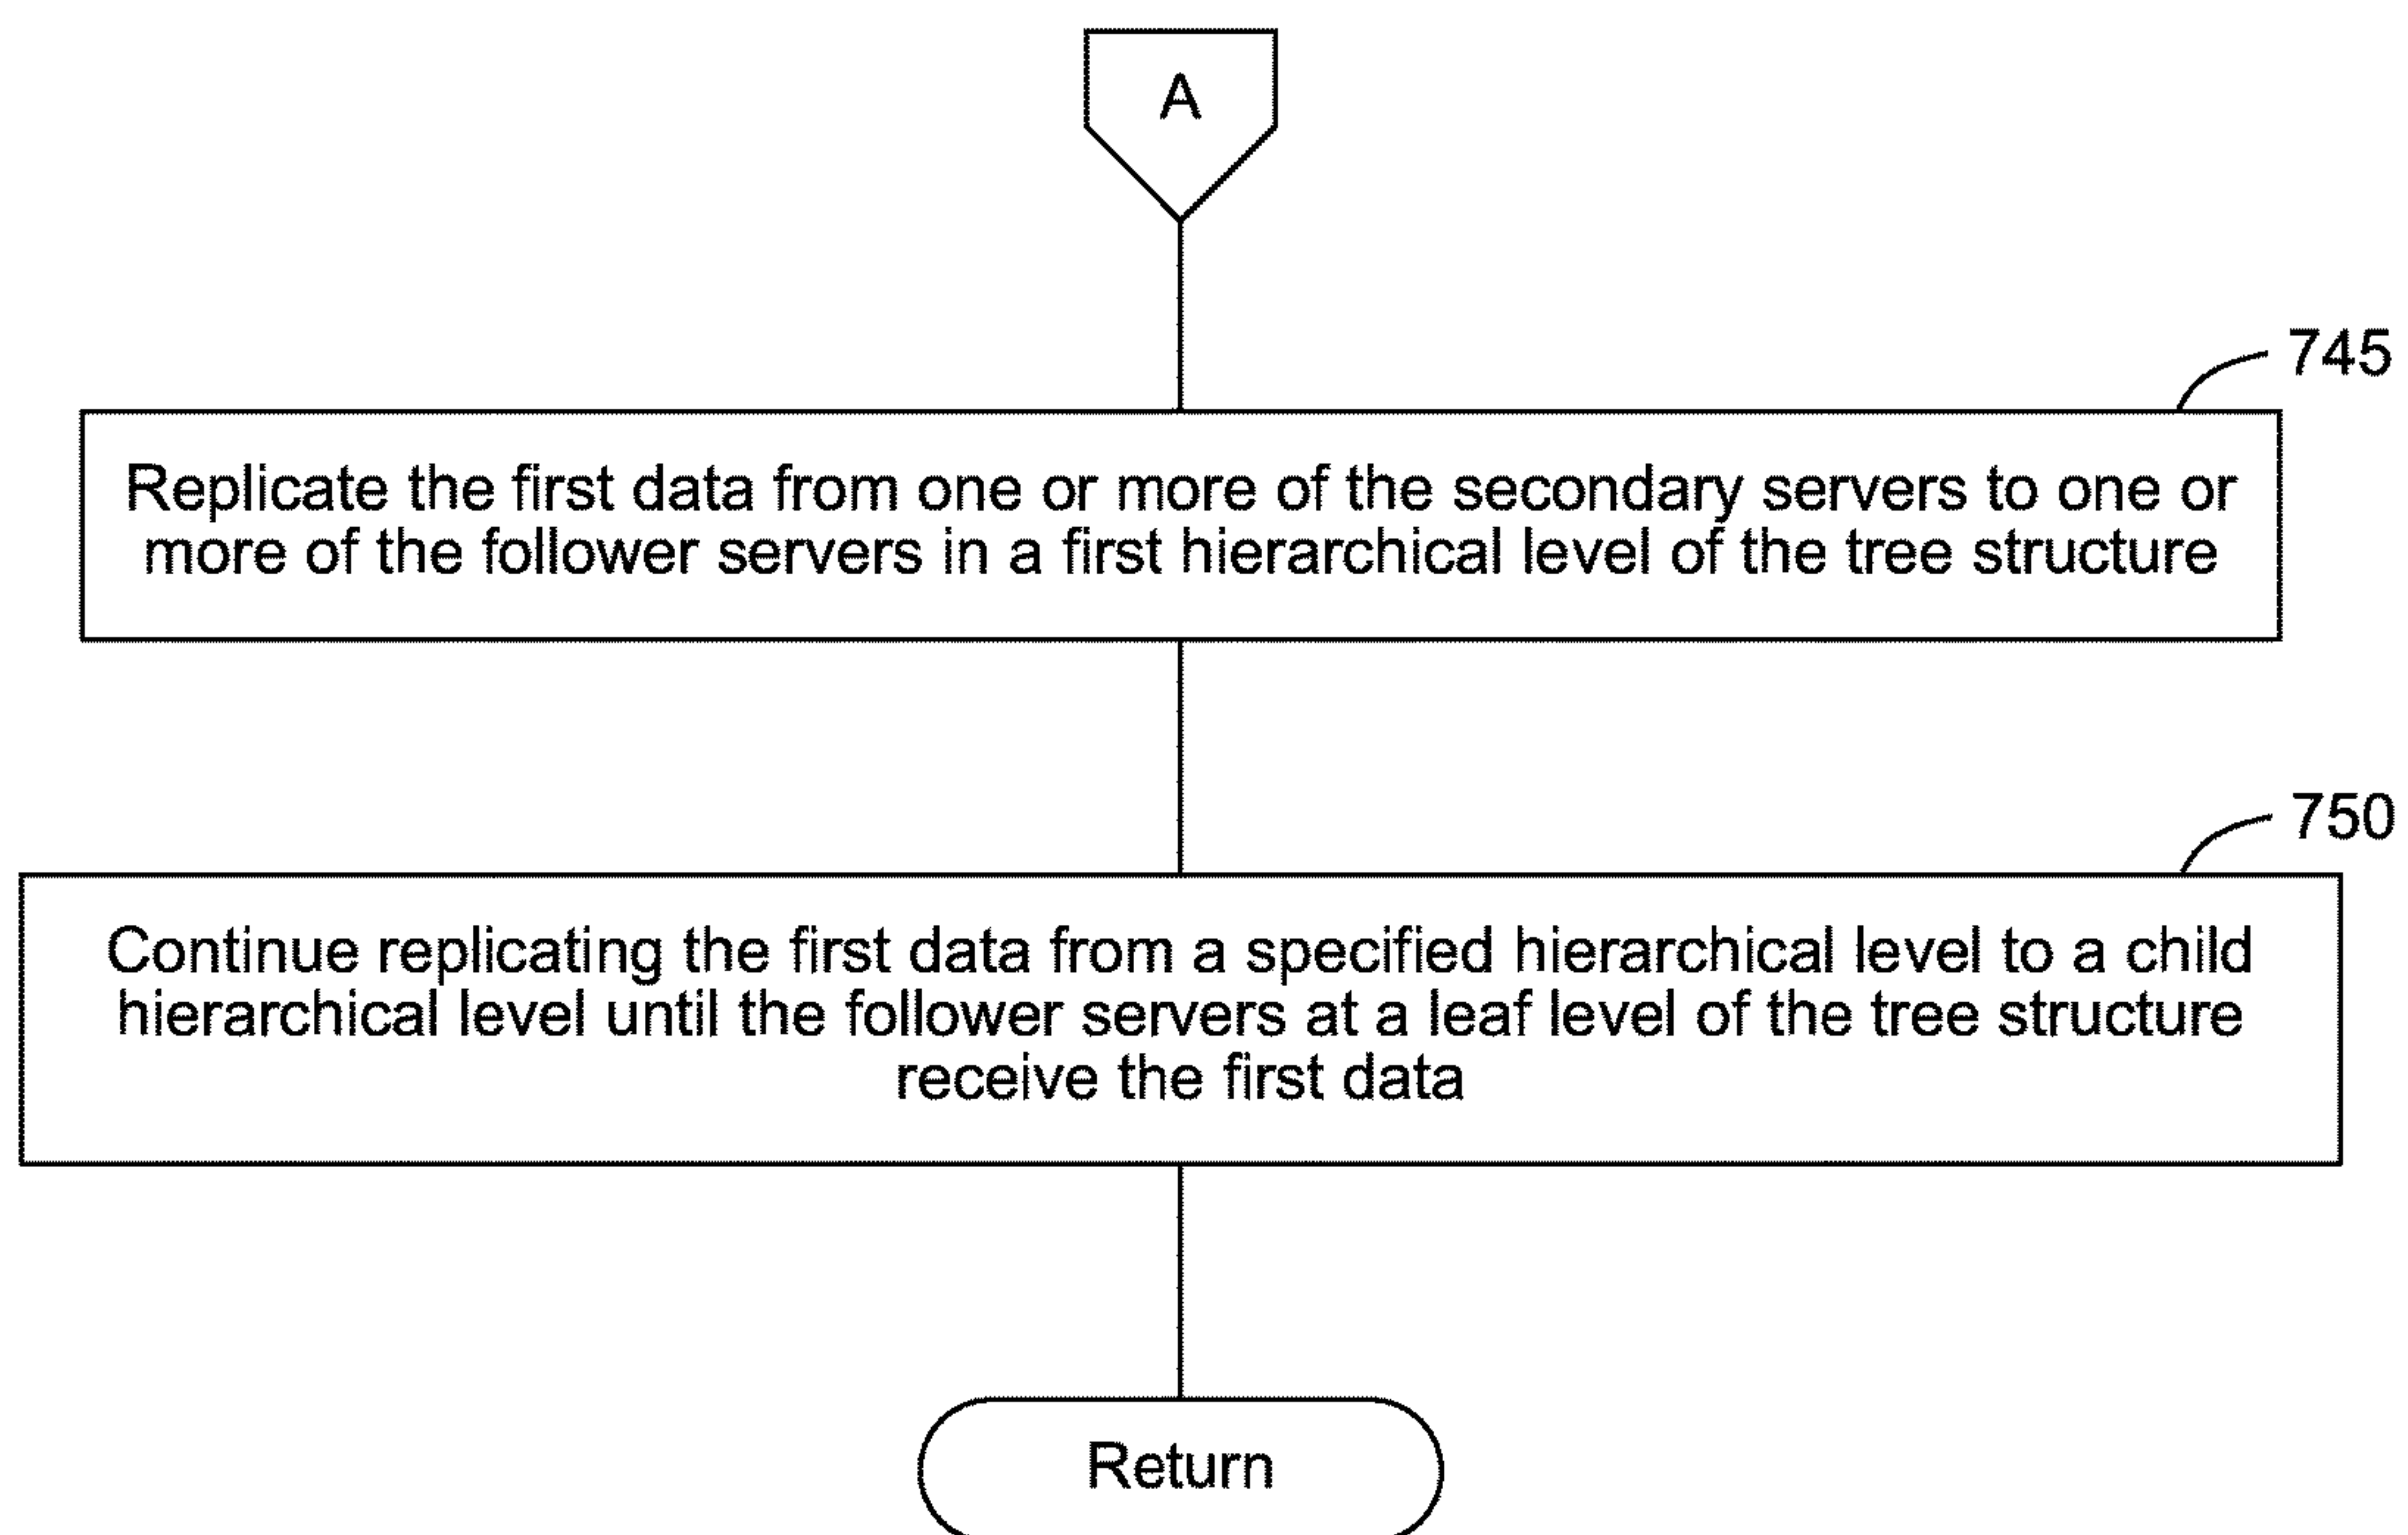 A
745
Replicate the first data from one or more of the secondary servers to one or
more of the follower servers in a first hierarchical level of the tree structure
750
Continue replicating the first data from a specified hierarchical level to a child
hierarchical level until the follower servers at a leaf level of the tree structure
receive the first data
Return